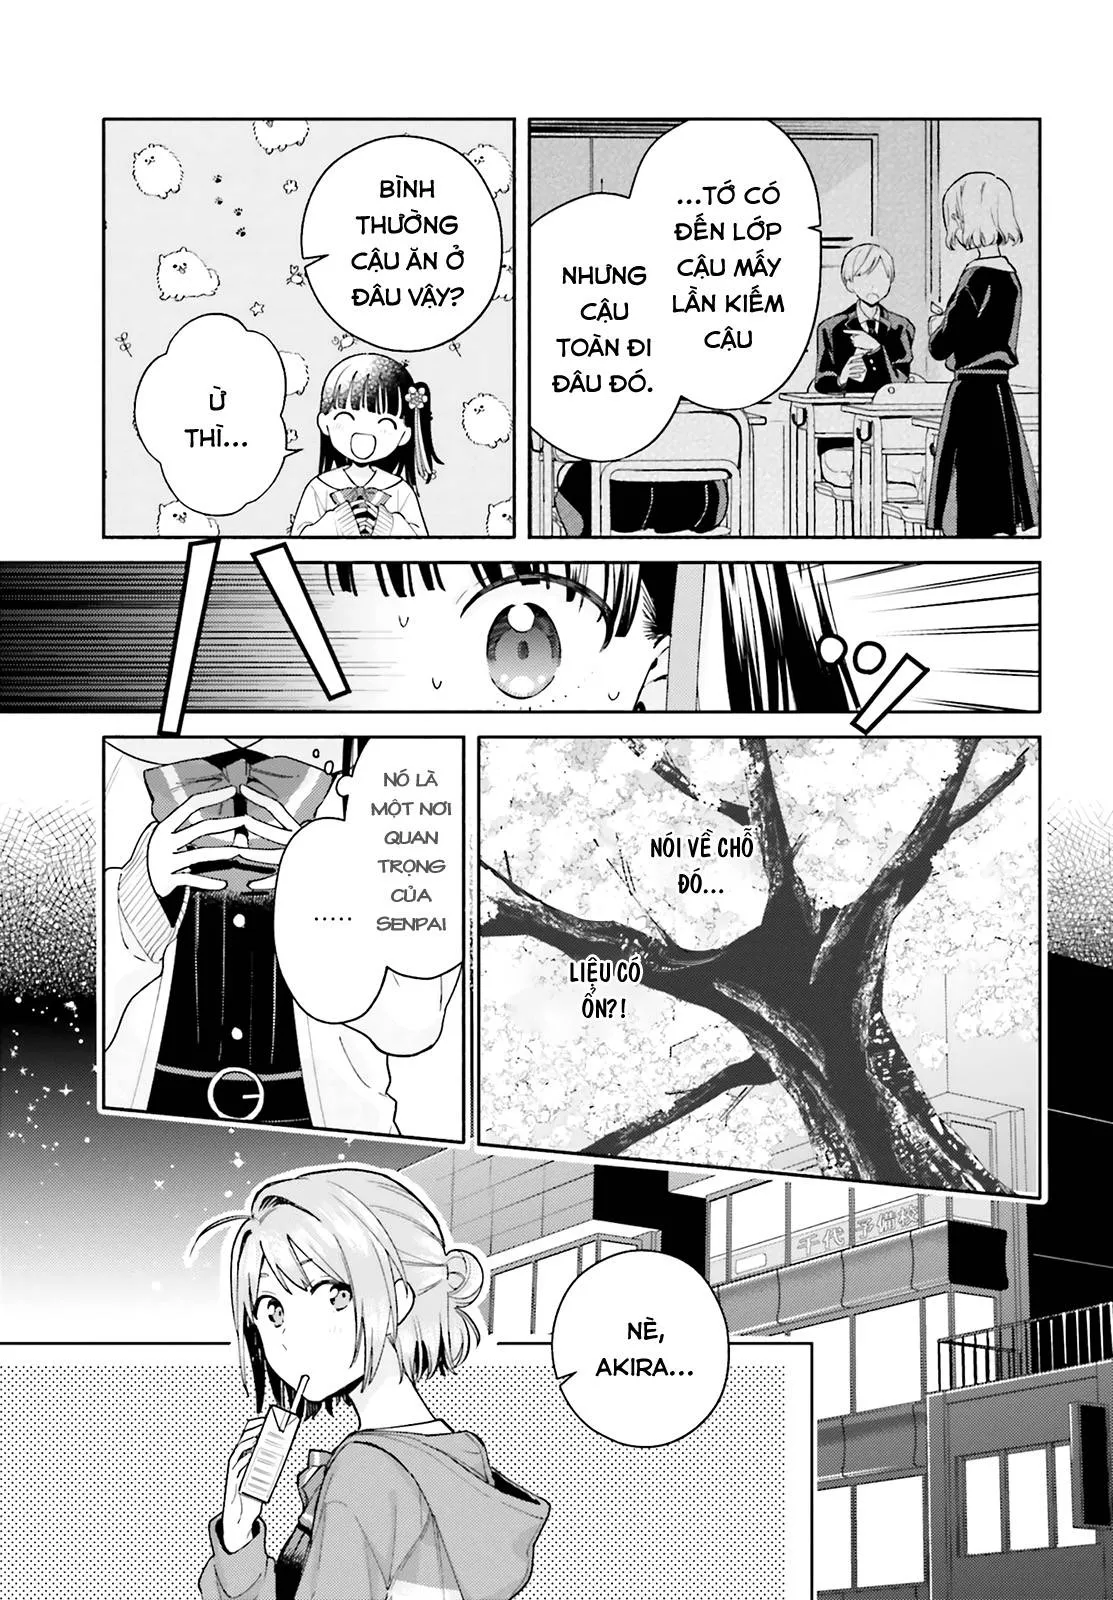 ...TỚ CÓ
ĐẾN LỚP
CẬU MẤY
LẦN KIẾM
CẬU
NHƯNG
CẬU
TOÀN ĐI
ĐÂU ĐÓ.
BÌNH
THƯỜNG
CẬU ĂN Ở
ĐÂU VẬY?
Ừ
THÌ...
NÓI VỀ CHỖ
ĐÓ...
LIỆU CÓ
ỔN?!
NÓ LÀ
MỘT NƠI
QUAN
TRỌNG
CỦA
SENPAI
.....
千代予備校
NÈ,
AKIRA...